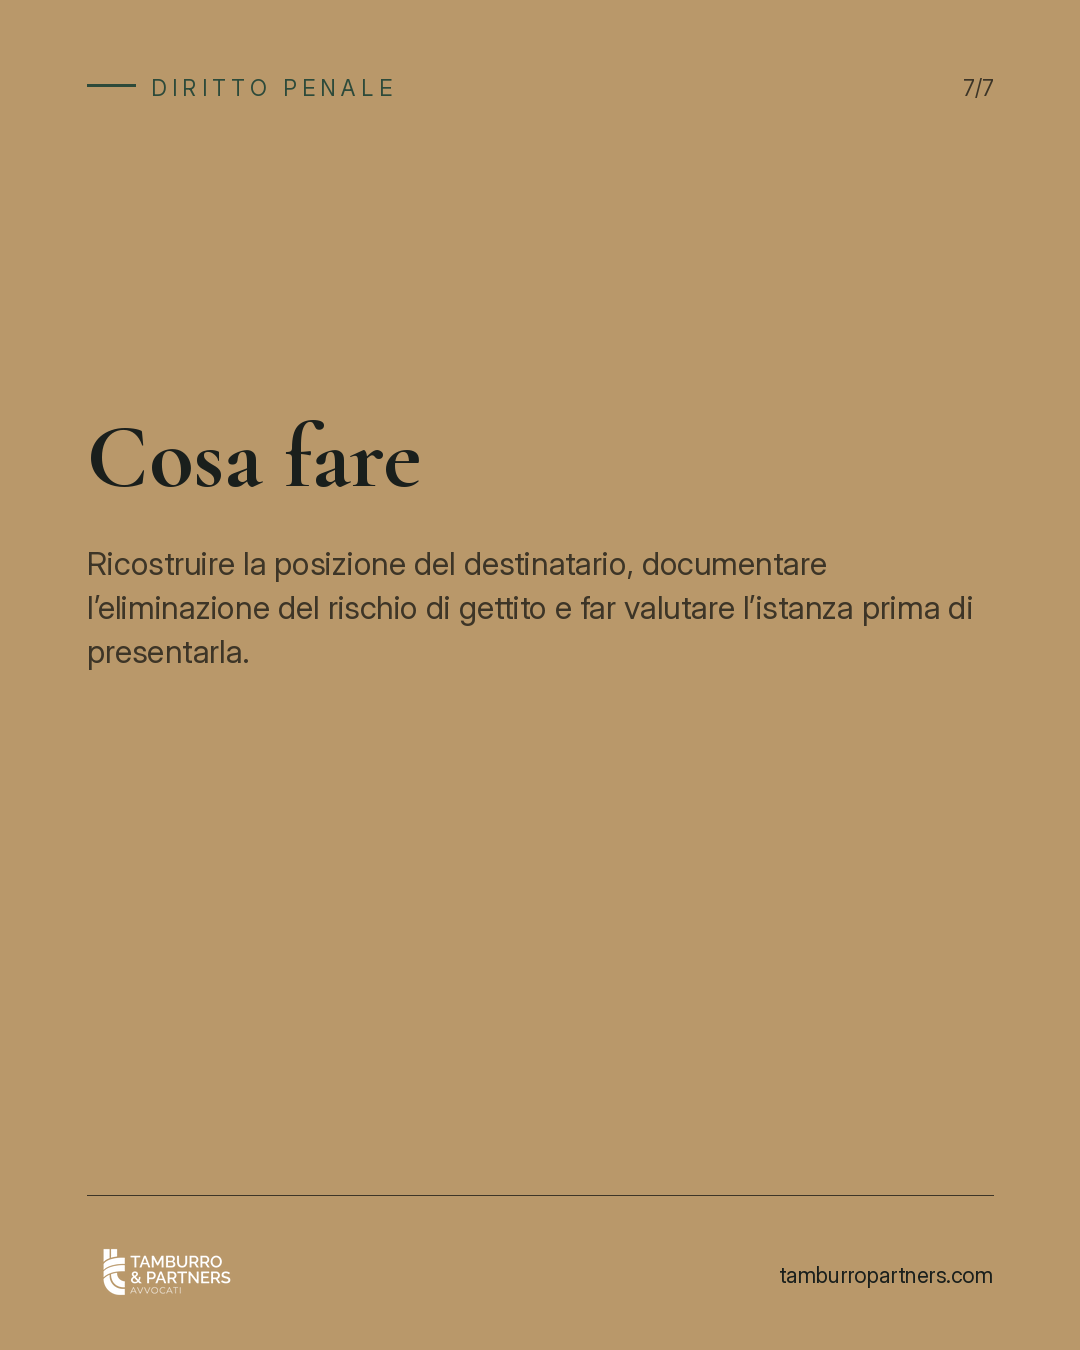 DIRITTO PENALE
7/7
Cosa fare
Ricostruire la posizione del destinatario, documentare
l’eliminazione del rischio di gettito e far valutare l’istanza prima di
presentarla.
TAMBURRO
& PARTNERS
AVVOCATI
tamburropartners.com